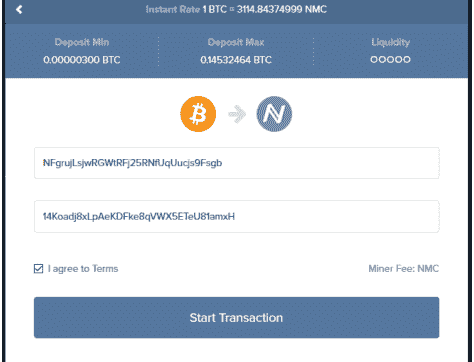 Instant Rate 1 BTC = 3114.84374999 NMC
Deposit Min Deposit Max Liquidity
0.00000300 BTC 0.14532464 BTC
NFgrujLsjwRGWtRFj25RNfUqUucjs9Fsgb
14Koadj8xLpAeKDFke8qVWX5ETeU81amxH
I agree to Terms Miner Fee: NMC
Start Transaction